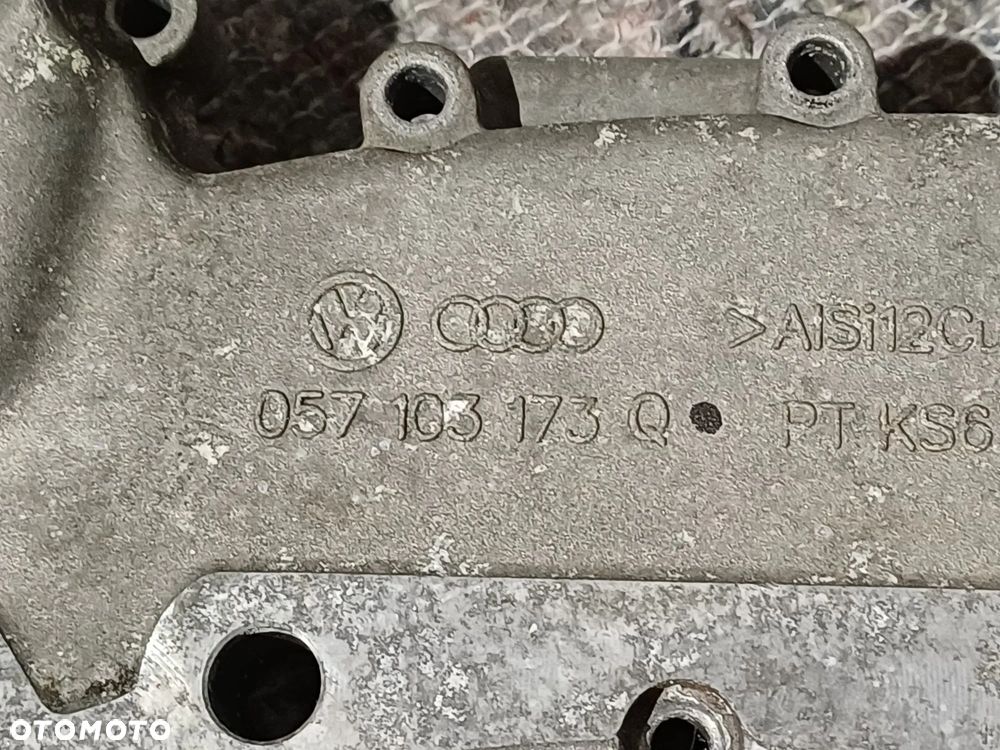 >AlSi12Cu
057 103 173 Q
PT-KS6
OTOMOTO